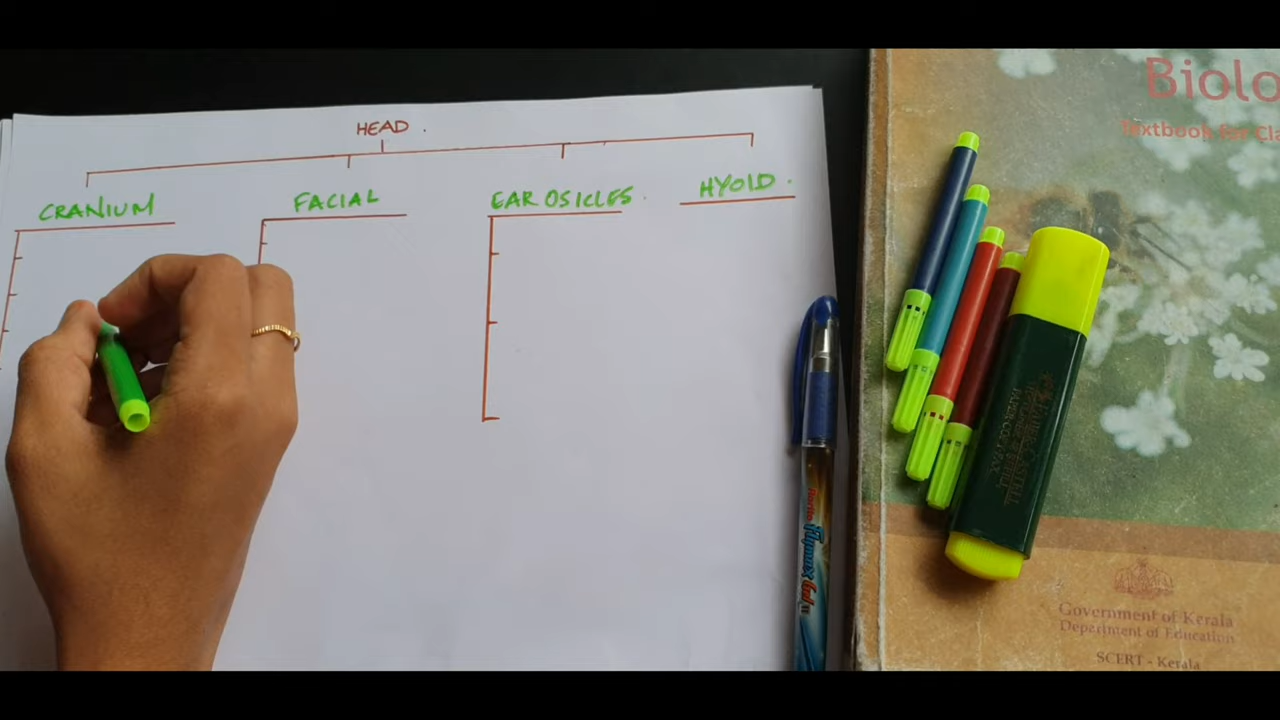 HEAD.
CRANIUM
FACIAL
EAR OSICLES.
HYOID.
Biolo
Textbook for Cla
Government of Kerala
Department of Education
SCERT - Kerala